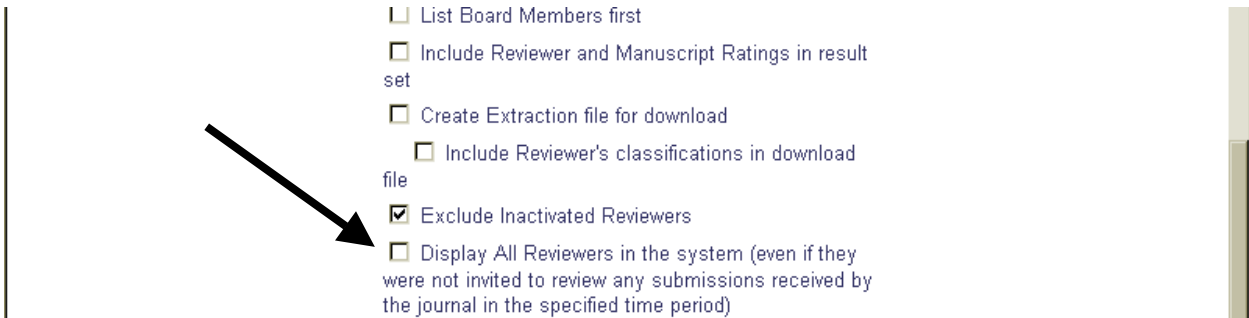 List Board Members first
Include Reviewer and Manuscript Ratings in result
set
Create Extraction file for download
Include Reviewer's classifications in download
file
Exclude Inactivated Reviewers
Display All Reviewers in the system (even if they
were not invited to review any submissions received by
the journal in the specified time period)